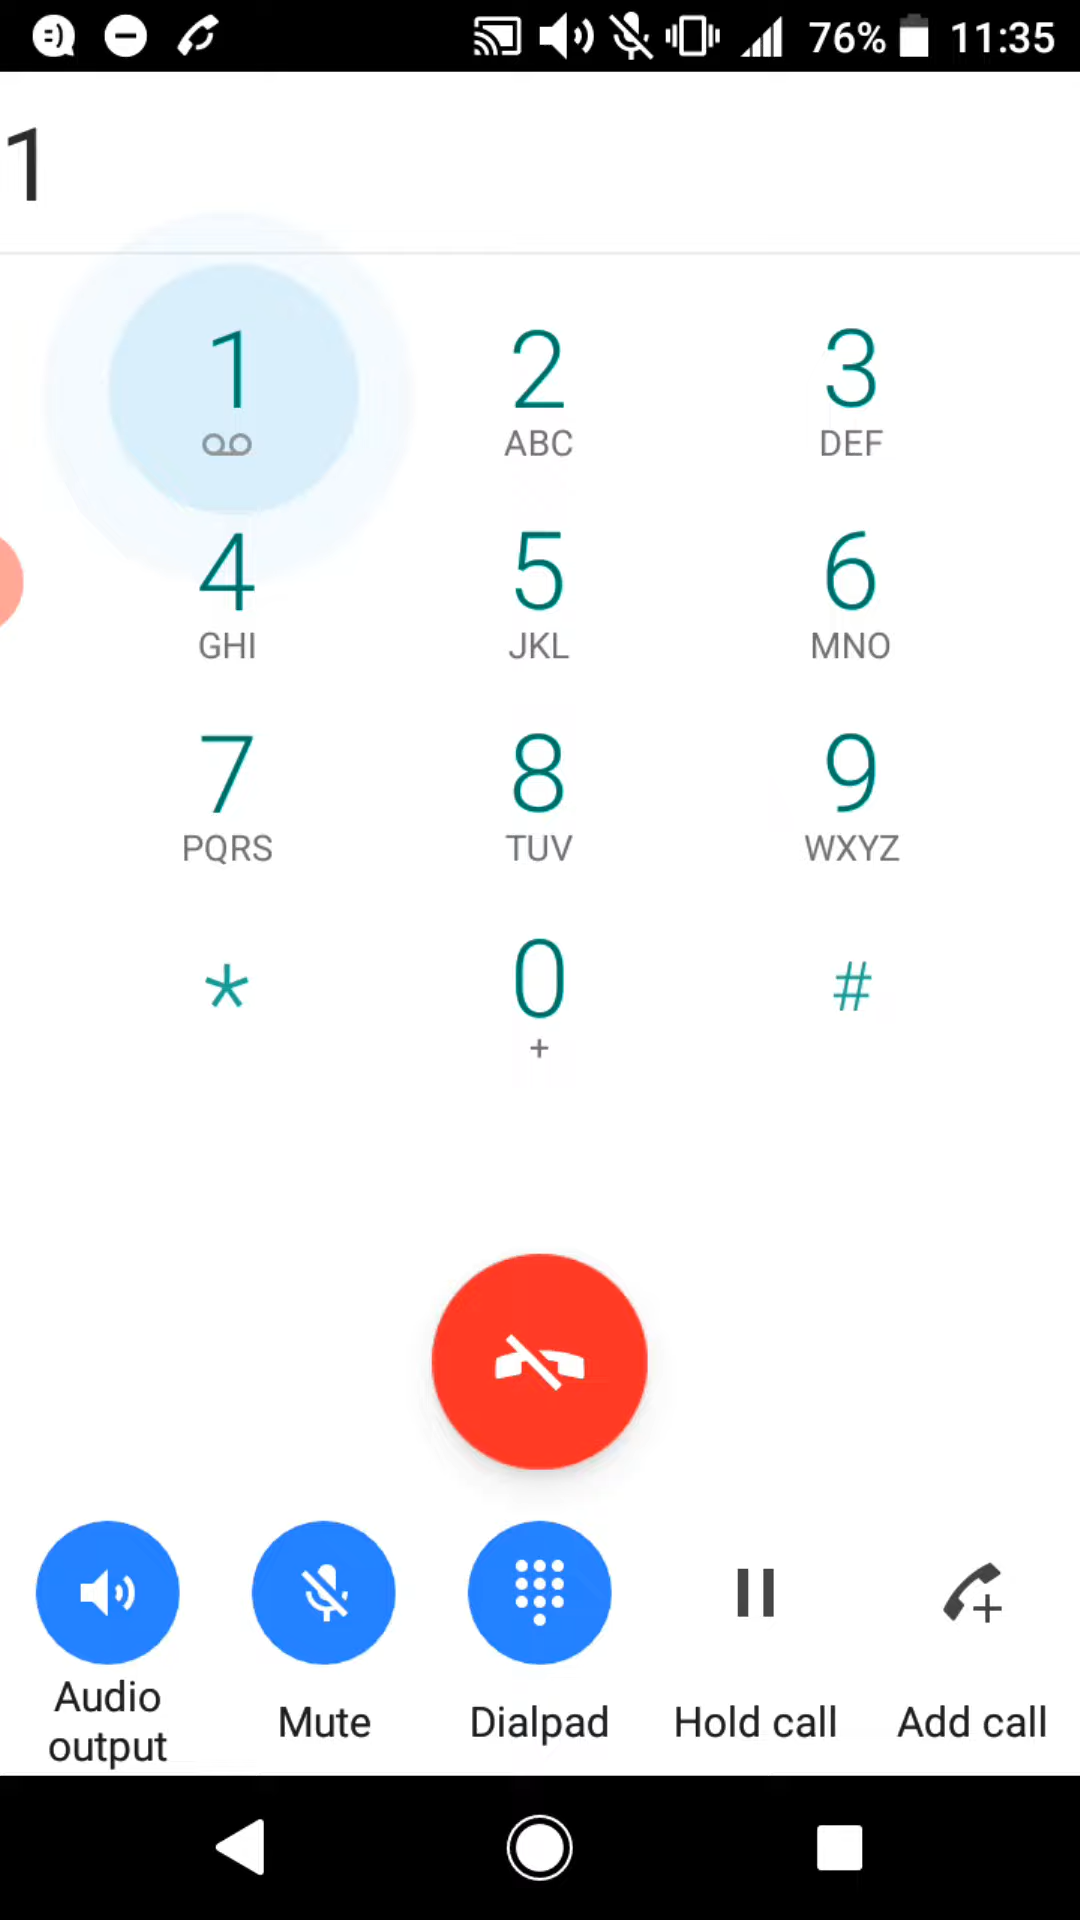 76% 11:35
1
1 2 3
ABC DEF
4 5 6
GHI JKL MNO
7 8 9
PQRS TUV WXYZ
* 0 #
+
Audio output Mute Dialpad Hold call Add call